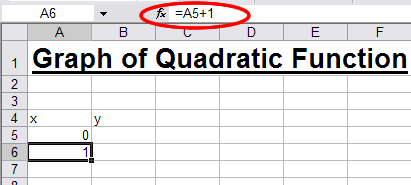 A6 fx =A5+1
A B C D E F
1 Graph of Quadratic Function
2
3
4 x y
5 0
6 1
7